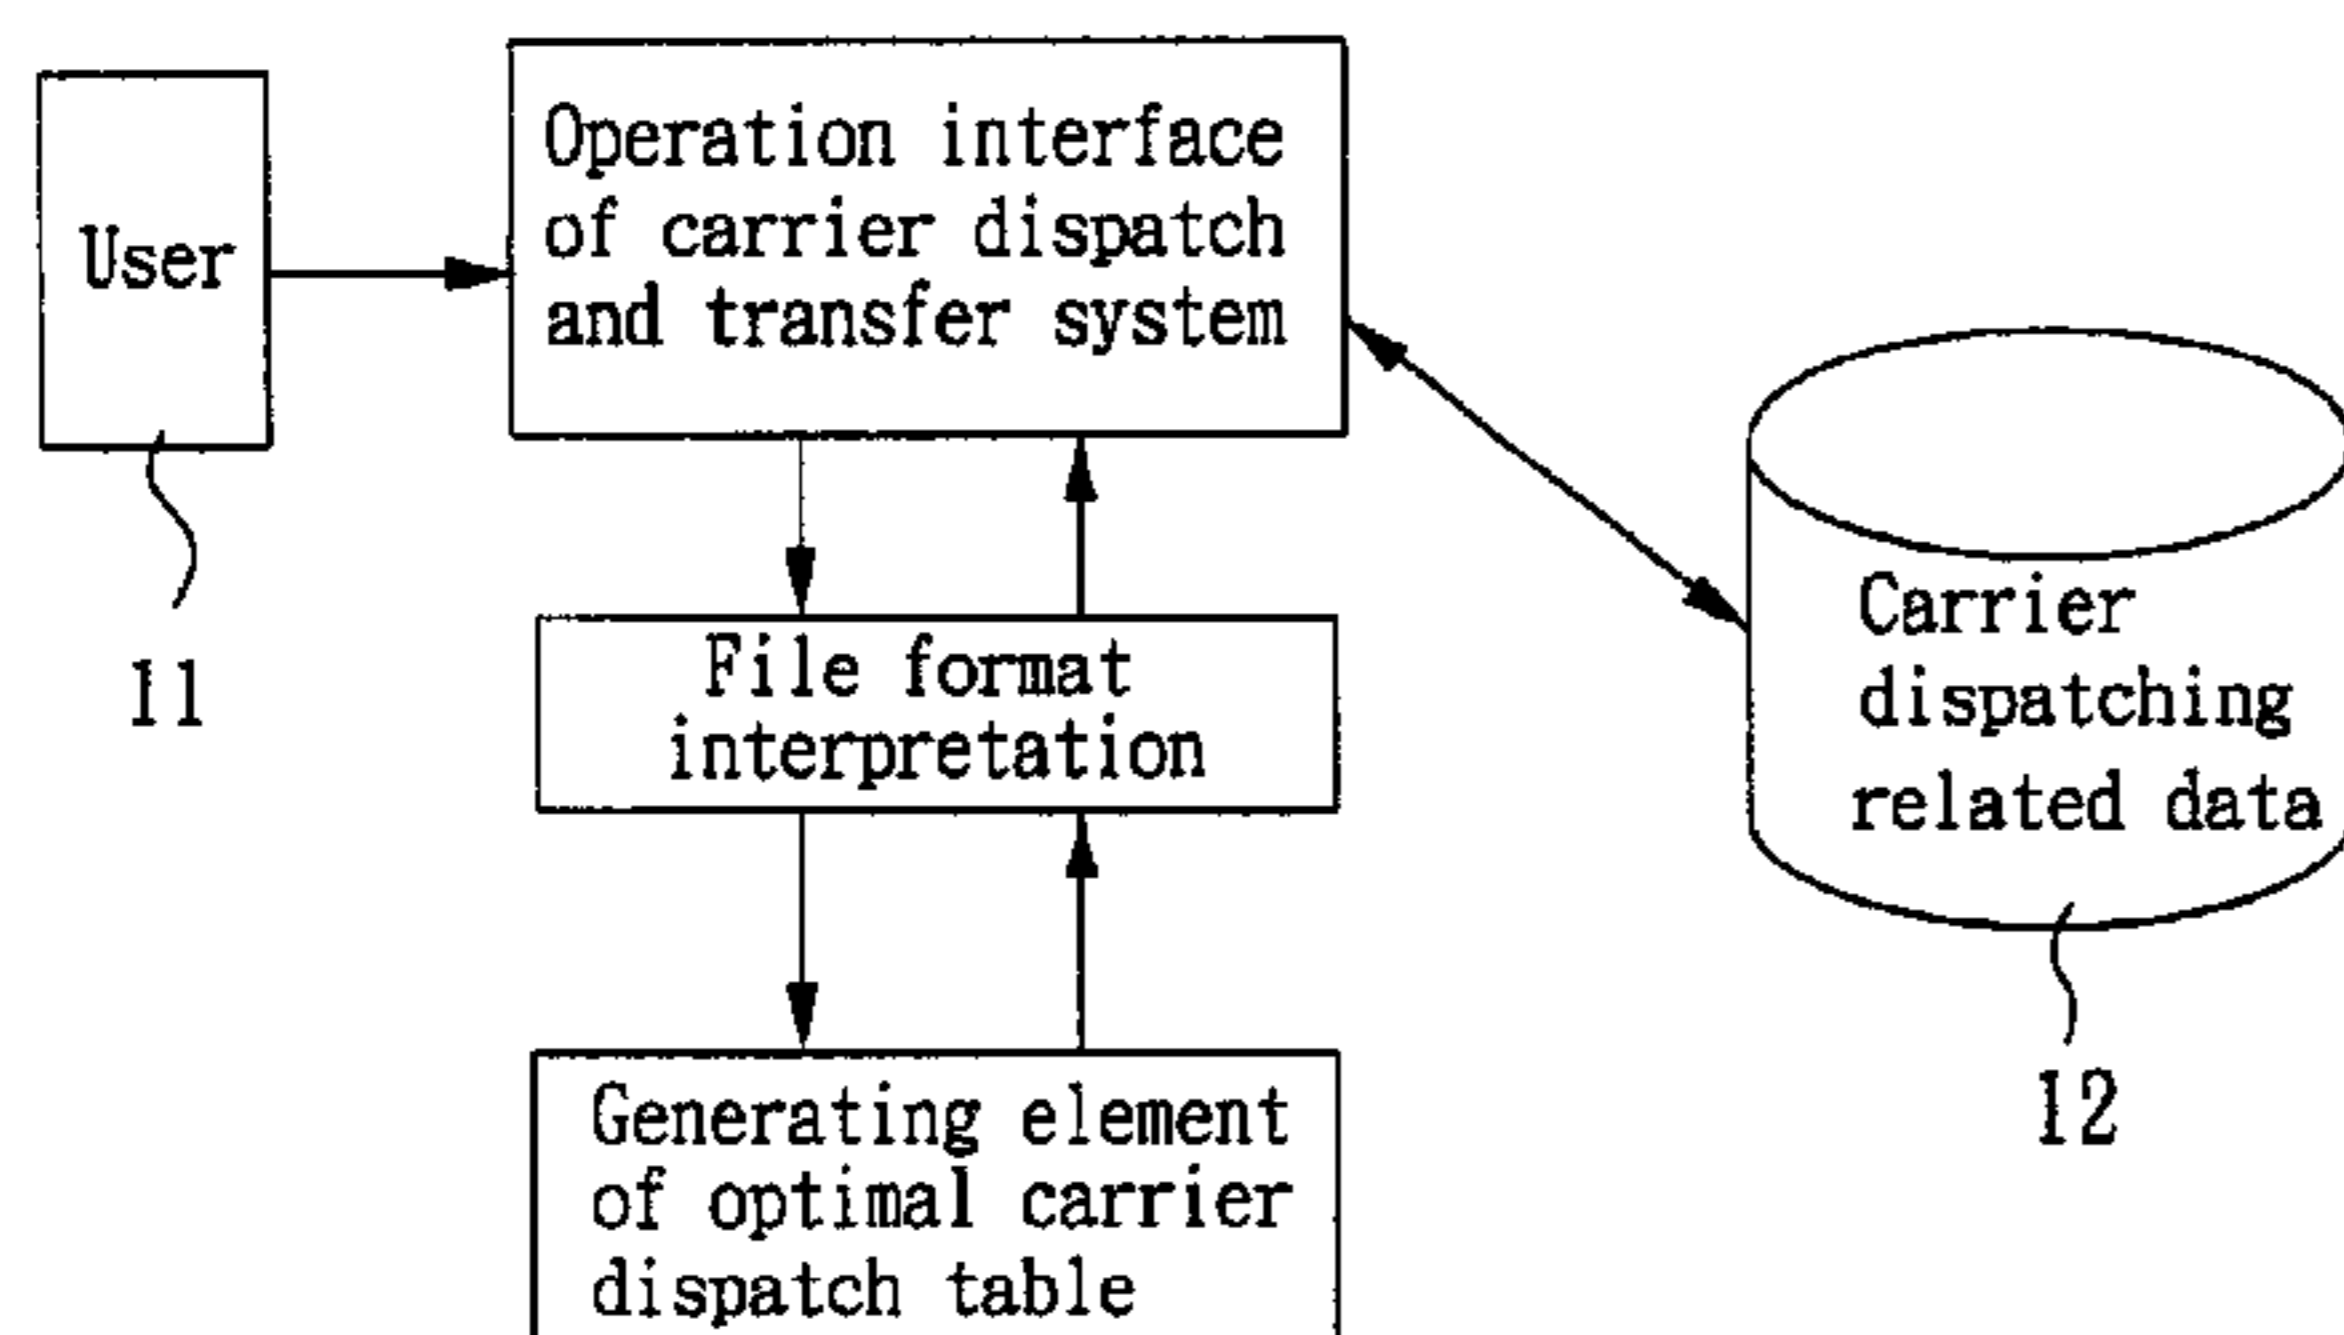 User
Operation interface
of carrier dispatch
and transfer system
11
File format
interpretation
Carrier
dispatching
related data
12
Generating element
of optimal carrier
dispatch table